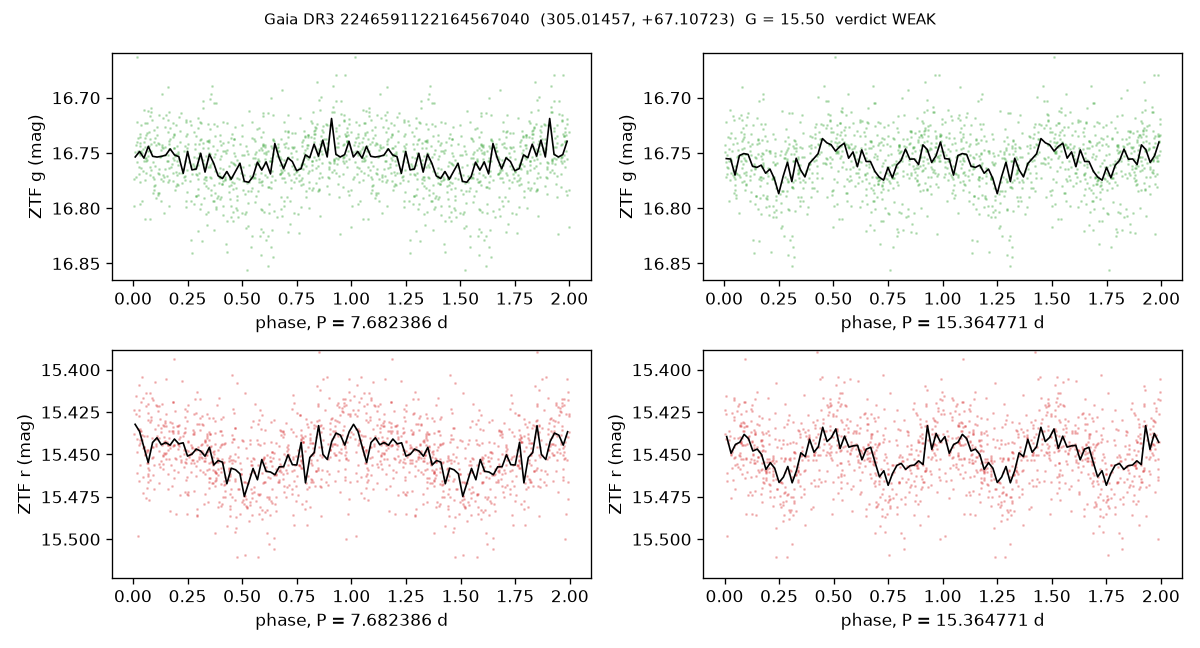 Gaia DR3 2246591122164567040  (305.01457, +67.10723)  G = 15.50  verdict WEAK
ZTF g (mag)
16.70
16.75
16.80
16.85
0.00 0.25 0.50 0.75 1.00 1.25 1.50 1.75 2.00
phase, P = 7.682386 d
ZTF g (mag)
16.70
16.75
16.80
16.85
0.00 0.25 0.50 0.75 1.00 1.25 1.50 1.75 2.00
phase, P = 15.364771 d
ZTF r (mag)
15.400
15.425
15.450
15.475
15.500
0.00 0.25 0.50 0.75 1.00 1.25 1.50 1.75 2.00
phase, P = 7.682386 d
ZTF r (mag)
15.400
15.425
15.450
15.475
15.500
0.00 0.25 0.50 0.75 1.00 1.25 1.50 1.75 2.00
phase, P = 15.364771 d